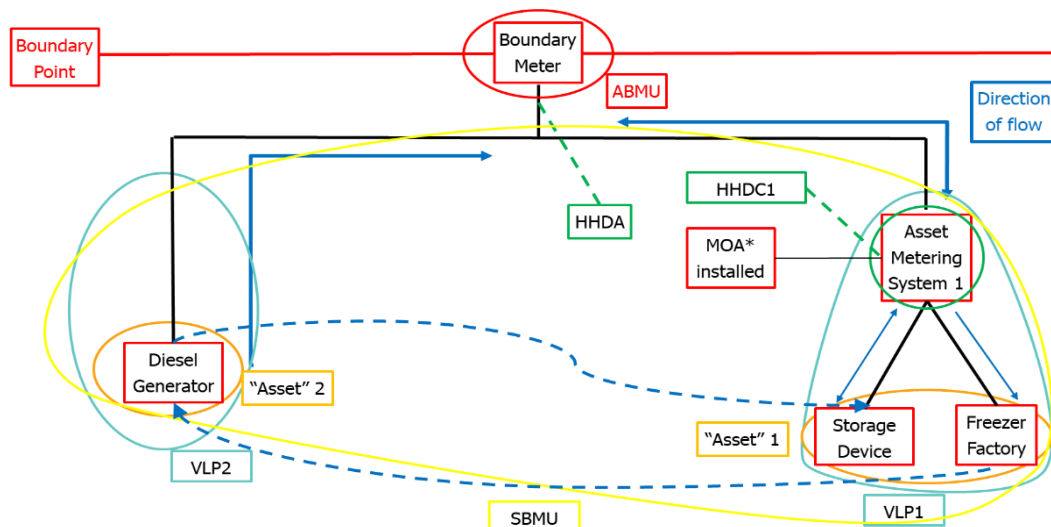 Boundary
Point
Boundary
Meter
ABMU
Direction
of flow
HHDC1
HHDA
MOA*
installed
Asset
Metering
System 1
Diesel
Generator
"Asset" 2
"Asset" 1
Storage
Device
Freezer
Factory
VLP2
VLP1
SBMU